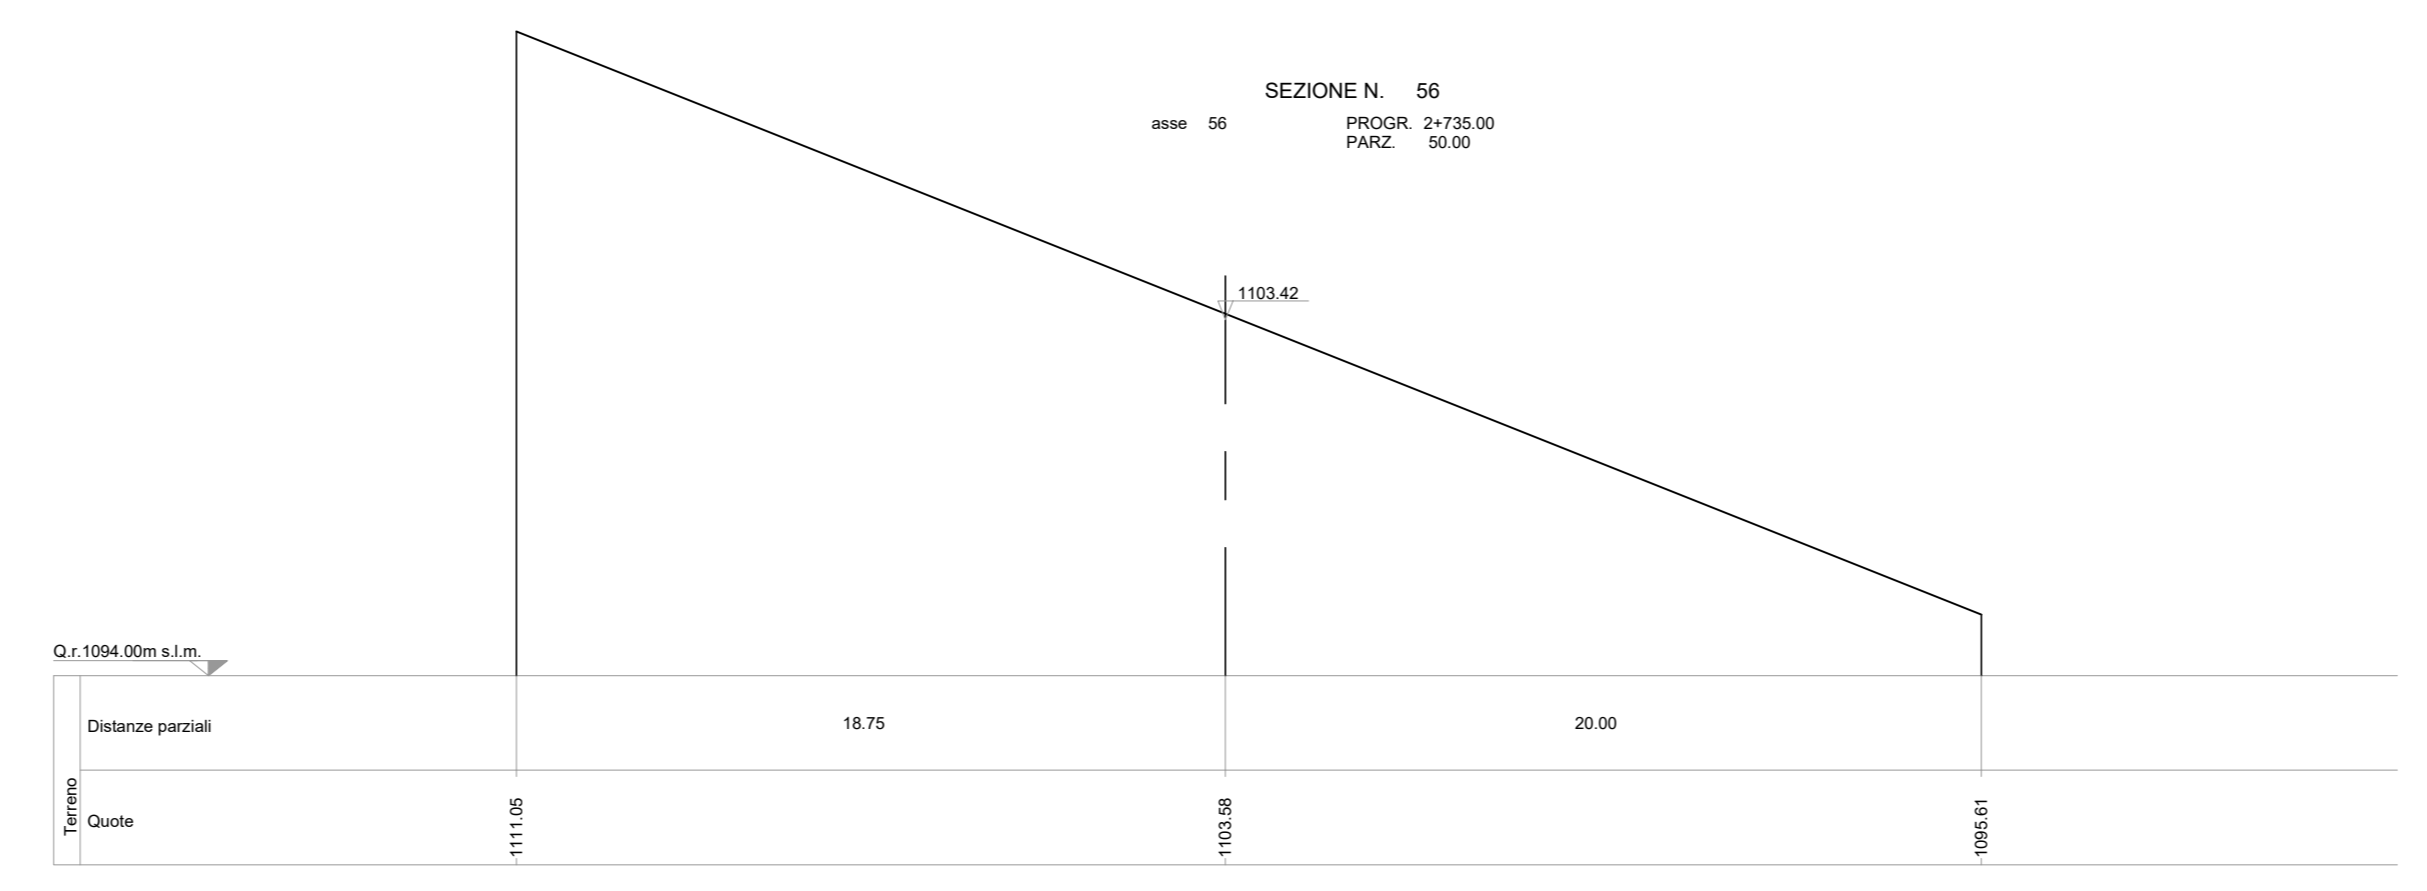 SEZIONE N. 56
asse 56 PROGR. 2+735.00
PARZ. 50.00
1103.42
Q.r.1094.00m s.l.m.
Terreno
Distanze parziali 18.75 20.00
Quote 1111.05 1103.58 1095.61